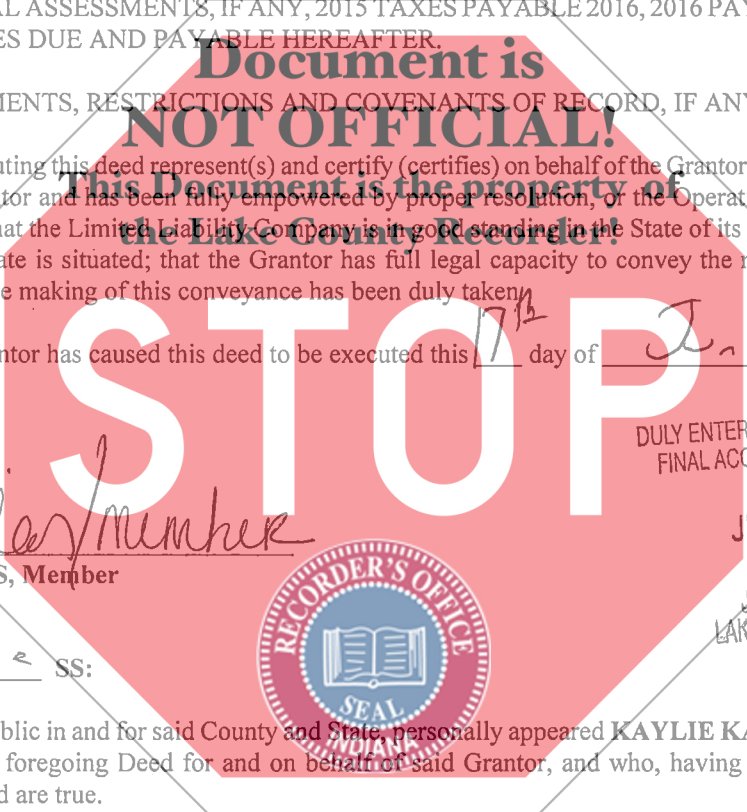 L ASSESSMENTS, IF ANY, 2015 TAXES PAYABLE 2016, 2016 PAY
ES DUE AND PAYABLE HEREAFTER.
Document is
MENTS, RESTRICTIONS AND COVENANTS OF RECORD, IF ANY
NOT OFFICIAL!
uting this deed represent(s) and certify (certifies) on behalf of the Grantor
This Document is the property of
tor and has been fully empowered by proper resolution, or the Operat
the Lake County Recorder!
hat the Limited Liability Company is in good standing in the State of its
ate is situated; that the Grantor has full legal capacity to convey the r
e making of this conveyance has been duly taken.
STOP
ntor has caused this deed to be executed this 17th day of J.
DULY ENTER
FINAL ACC
/member
S, Member
J
LAK
SS:
RECORDER'S OFFICE
SEAL
INDIANA
blic in and for said County and State, personally appeared KAYLIE KA
foregoing Deed for and on behalf of said Grantor, and who, having
d are true.